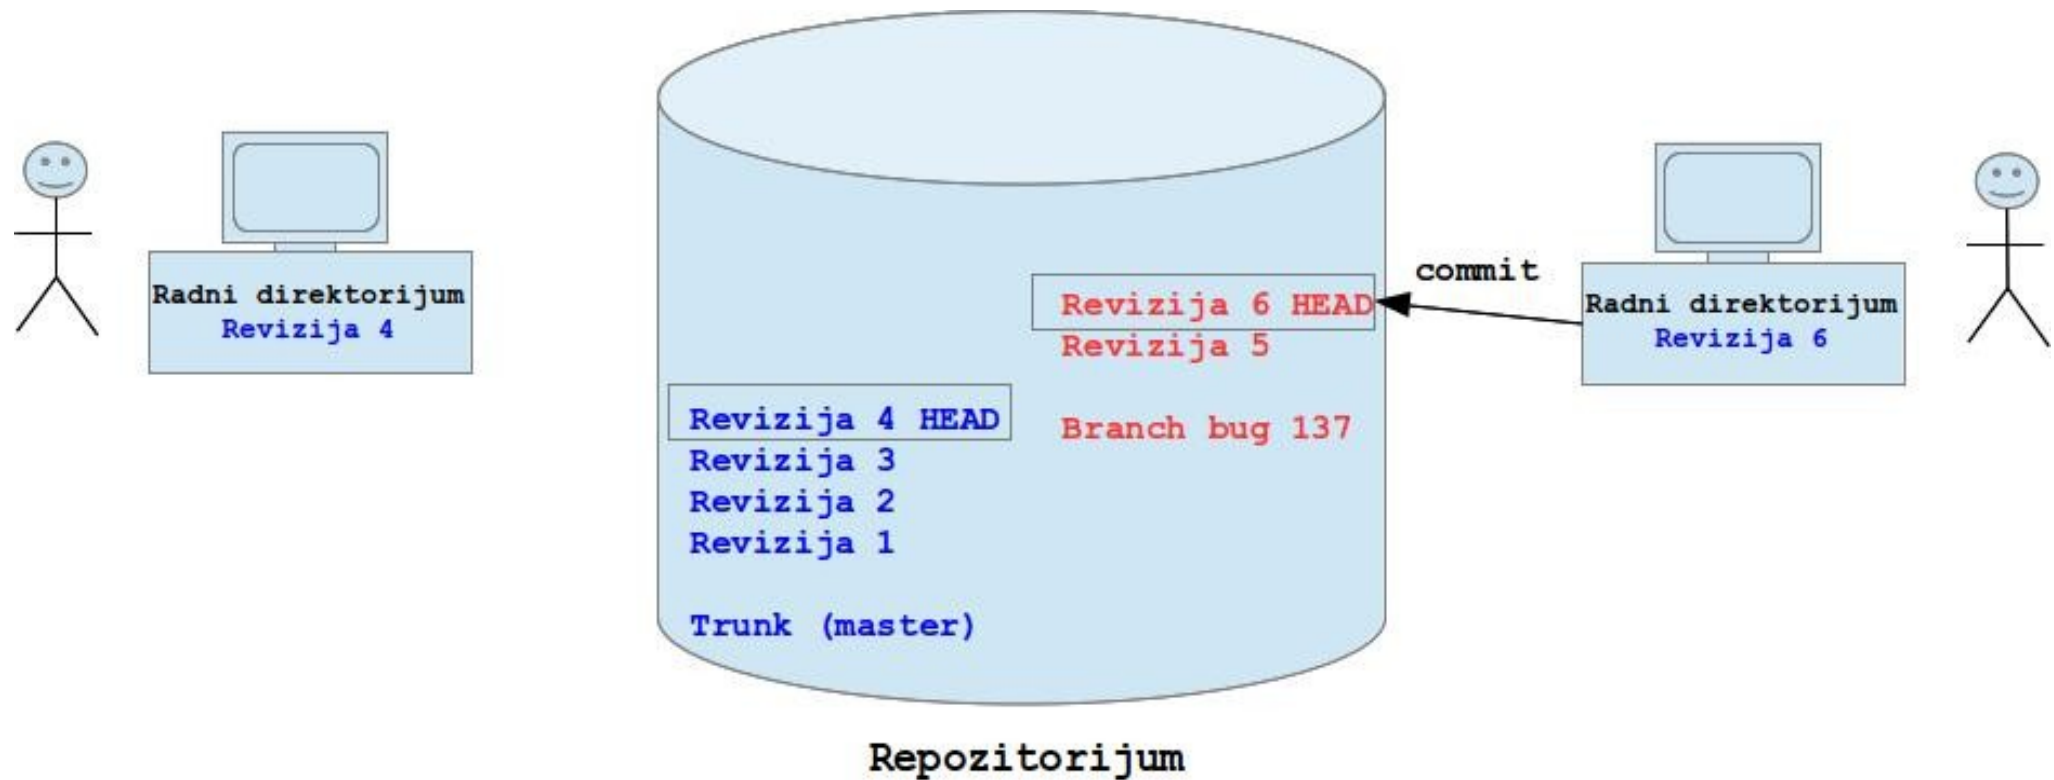 Radni direktorijum
Revizija 4
Revizija 4 HEAD
Revizija 3
Revizija 2
Revizija 1
Trunk (master)
Revizija 6 HEAD
Revizija 5
Branch bug 137
commit
Radni direktorijum
Revizija 6
Repozitorijum